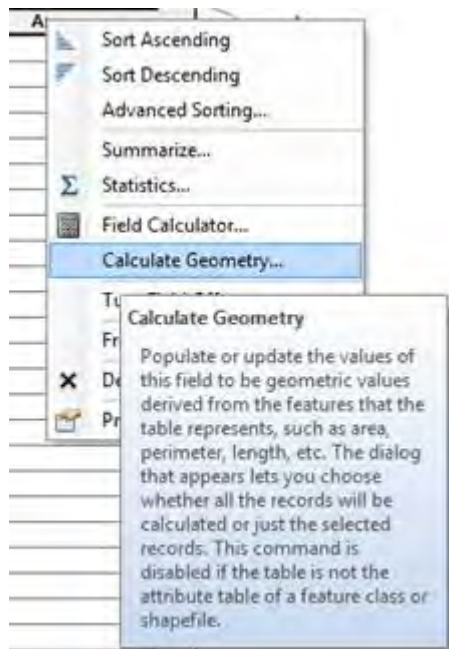 Sort Ascending
Sort Descending
Advanced Sorting...
Summarize...
Σ Statistics...
Field Calculator...
Calculate Geometry...
Calculate Geometry
Populate or update the values of
this field to be geometric values
derived from the features that the
table represents, such as area,
perimeter, length, etc. The dialog
that appears lets you choose
whether all the records will be
calculated or just the selected
records. This command is
disabled if the table is not the
attribute table of a feature class or
shapefile.